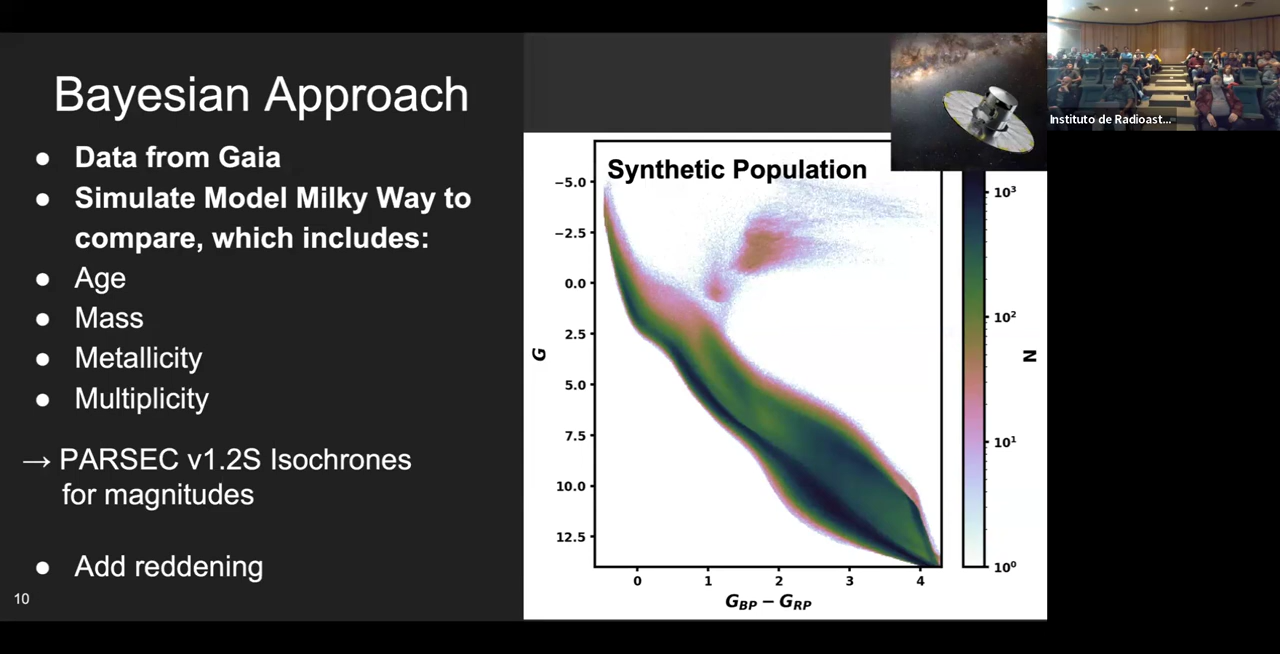 Bayesian Approach
● Data from Gaia
● Simulate Model Milky Way to
compare, which includes:
● Age
● Mass
● Metallicity
● Multiplicity
→ PARSEC v1.2S Isochrones
for magnitudes
● Add reddening
10
Synthetic Population
−5.0
−2.5
0.0
2.5
5.0
7.5
10.0
12.5
G
0 1 2 3 4
G_BP − G_RP
10³
10²
10¹
10⁰
N
Instituto de Radioast...